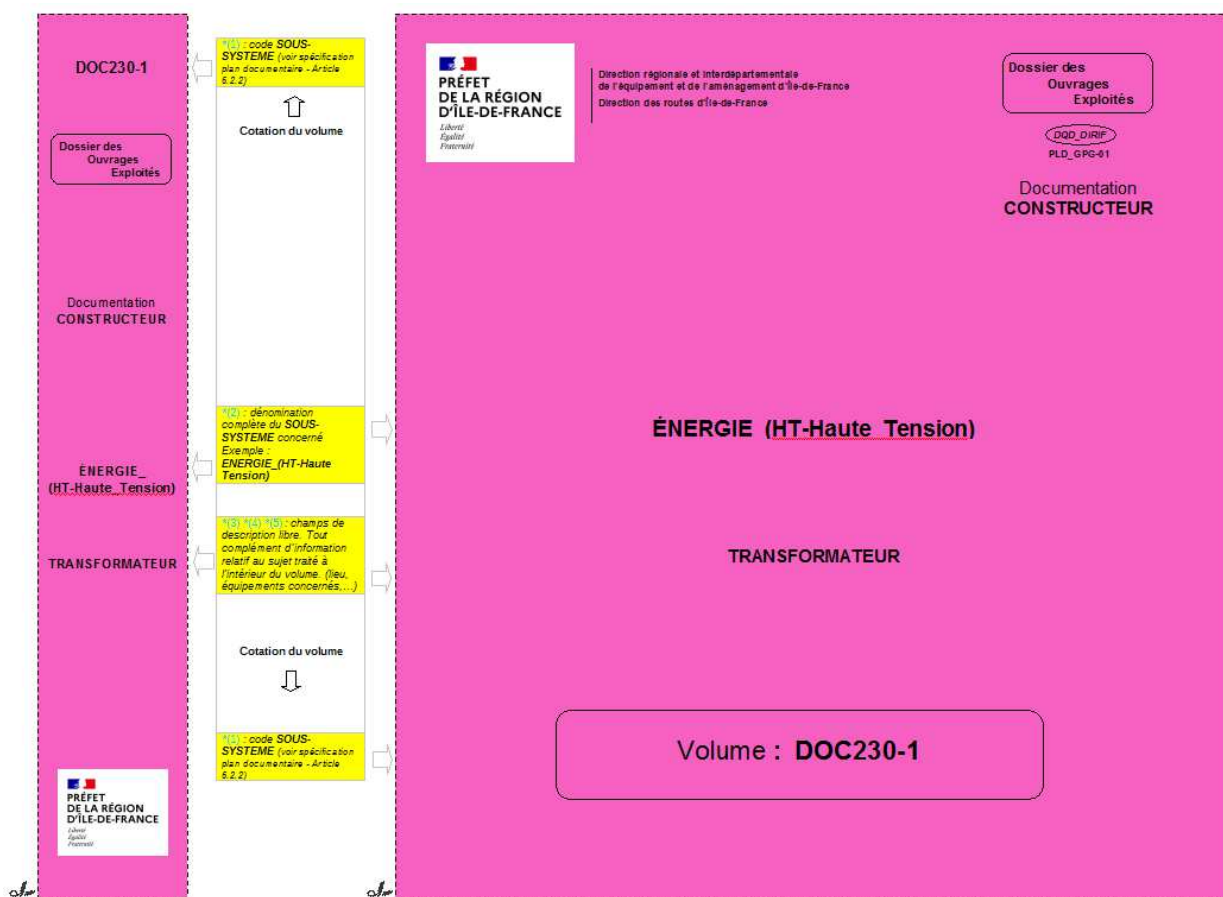 DOC230-1
Dossier des
Ouvrages
Exploités
Documentation
CONSTRUCTEUR
ÉNERGIE_
(HT-Haute_Tension)
TRANSFORMATEUR
PRÉFET
DE LA RÉGION
D'ÎLE-DE-FRANCE
Liberté
Égalité
Fraternité
*(1) : code SOUS-
SYSTEME (voir spécification
plan documentaire - Article
6.2.2)
Cotation du volume
*(2) : dénomination
complète du SOUS-
SYSTEME concerné
Exemple :
ENERGIE_(HT-Haute
Tension)
*(3) *(4) *(5) : champs de
description libre. Tout
complément d'information
relatif au sujet traité à
l'intérieur du volume. (lieu,
équipements concernés,...)
Cotation du volume
*(1) : code SOUS-
SYSTEME (voir spécification
plan documentaire - Article
6.2.2)
PRÉFET
DE LA RÉGION
D'ÎLE-DE-FRANCE
Liberté
Égalité
Fraternité
Direction régionale et interdépartementale
de l'équipement et de l'aménagement d'Île-de-France
Direction des routes d'Île-de-France
Dossier des
Ouvrages
Exploités
DQD_DIRIF
PLD_GPG-01
Documentation
CONSTRUCTEUR
ÉNERGIE (HT-Haute Tension)
TRANSFORMATEUR
Volume : DOC230-1